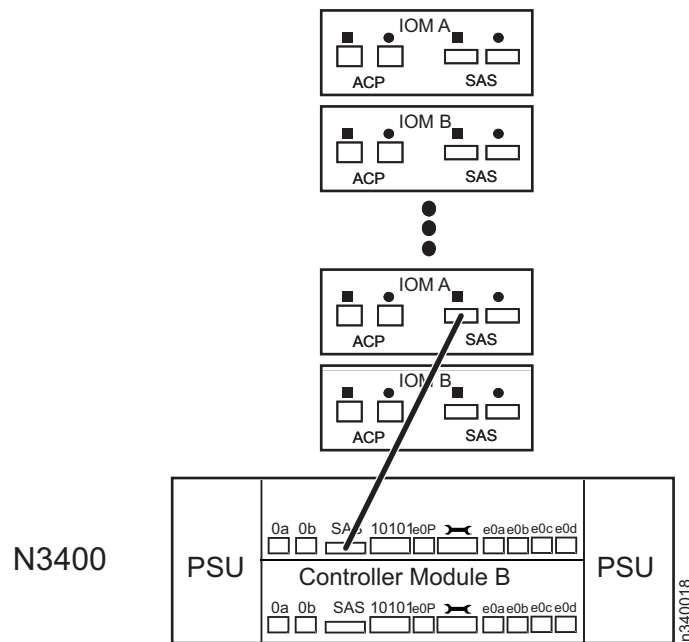 IOM A
ACP SAS
IOM B
ACP SAS
IOM A
ACP SAS
IOM B
ACP SAS
N3400
PSU
0a 0b SAS 10101 e0P e0a e0b e0c e0d
Controller Module B
0a 0b SAS 10101 e0P e0a e0b e0c e0d
PSU
n340018